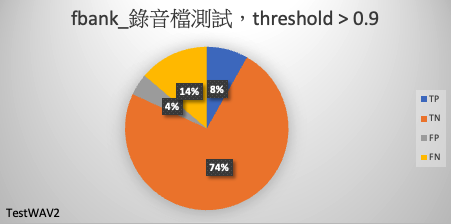 fbank_錄音檔測試，threshold > 0.9
14%
8%
4%
74%
TP
TN
FP
FN
TestWAV2